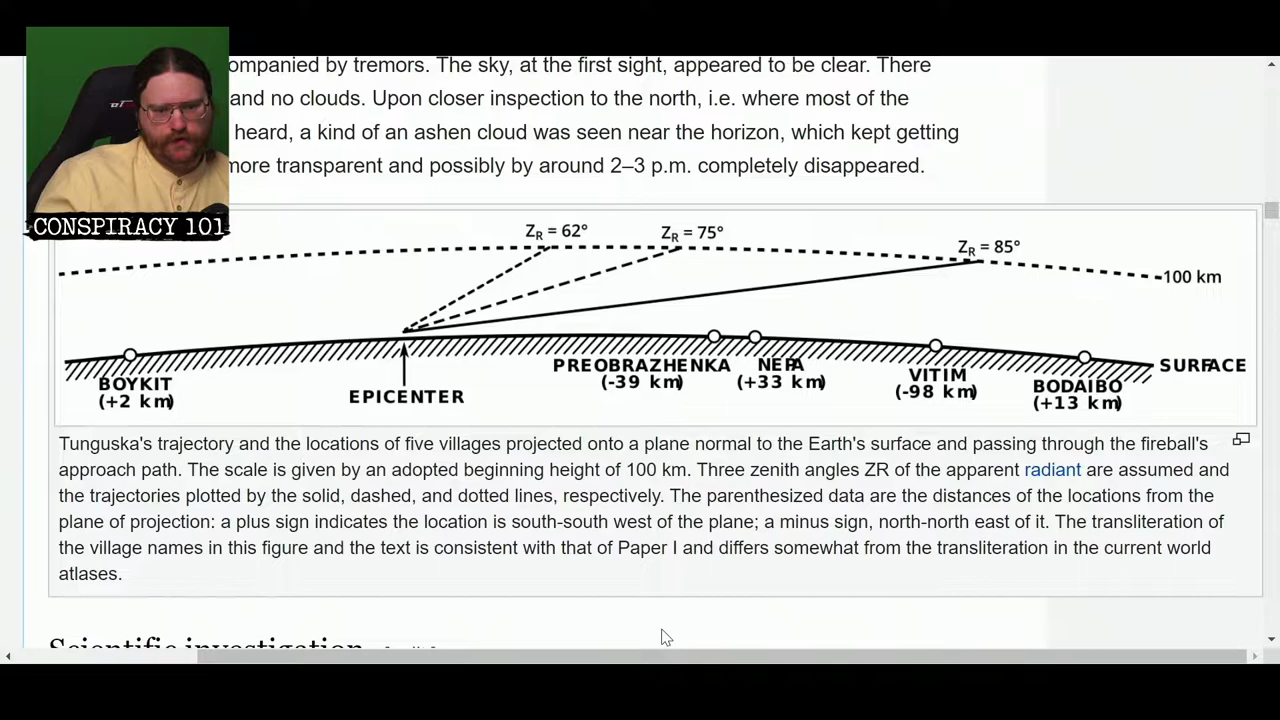 ompanied by tremors. The sky, at the first sight, appeared to be clear. There
and no clouds. Upon closer inspection to the north, i.e. where most of the
heard, a kind of an ashen cloud was seen near the horizon, which kept getting
more transparent and possibly by around 2–3 p.m. completely disappeared.
CONSPIRACY 101
ZR = 62° ZR = 75° ZR = 85°
100 km
SURFACE
PREOBRAZHENKA NEPA VITIM BODAIBO
(-39 km) (+33 km) (-98 km) (+13 km)
BOYKIT
(+2 km)
EPICENTER
Tunguska's trajectory and the locations of five villages projected onto a plane normal to the Earth's surface and passing through the fireball's
approach path. The scale is given by an adopted beginning height of 100 km. Three zenith angles ZR of the apparent radiant are assumed and
the trajectories plotted by the solid, dashed, and dotted lines, respectively. The parenthesized data are the distances of the locations from the
plane of projection: a plus sign indicates the location is south-south west of the plane; a minus sign, north-north east of it. The transliteration of
the village names in this figure and the text is consistent with that of Paper I and differs somewhat from the transliteration in the current world
atlases.
Scientific investigation